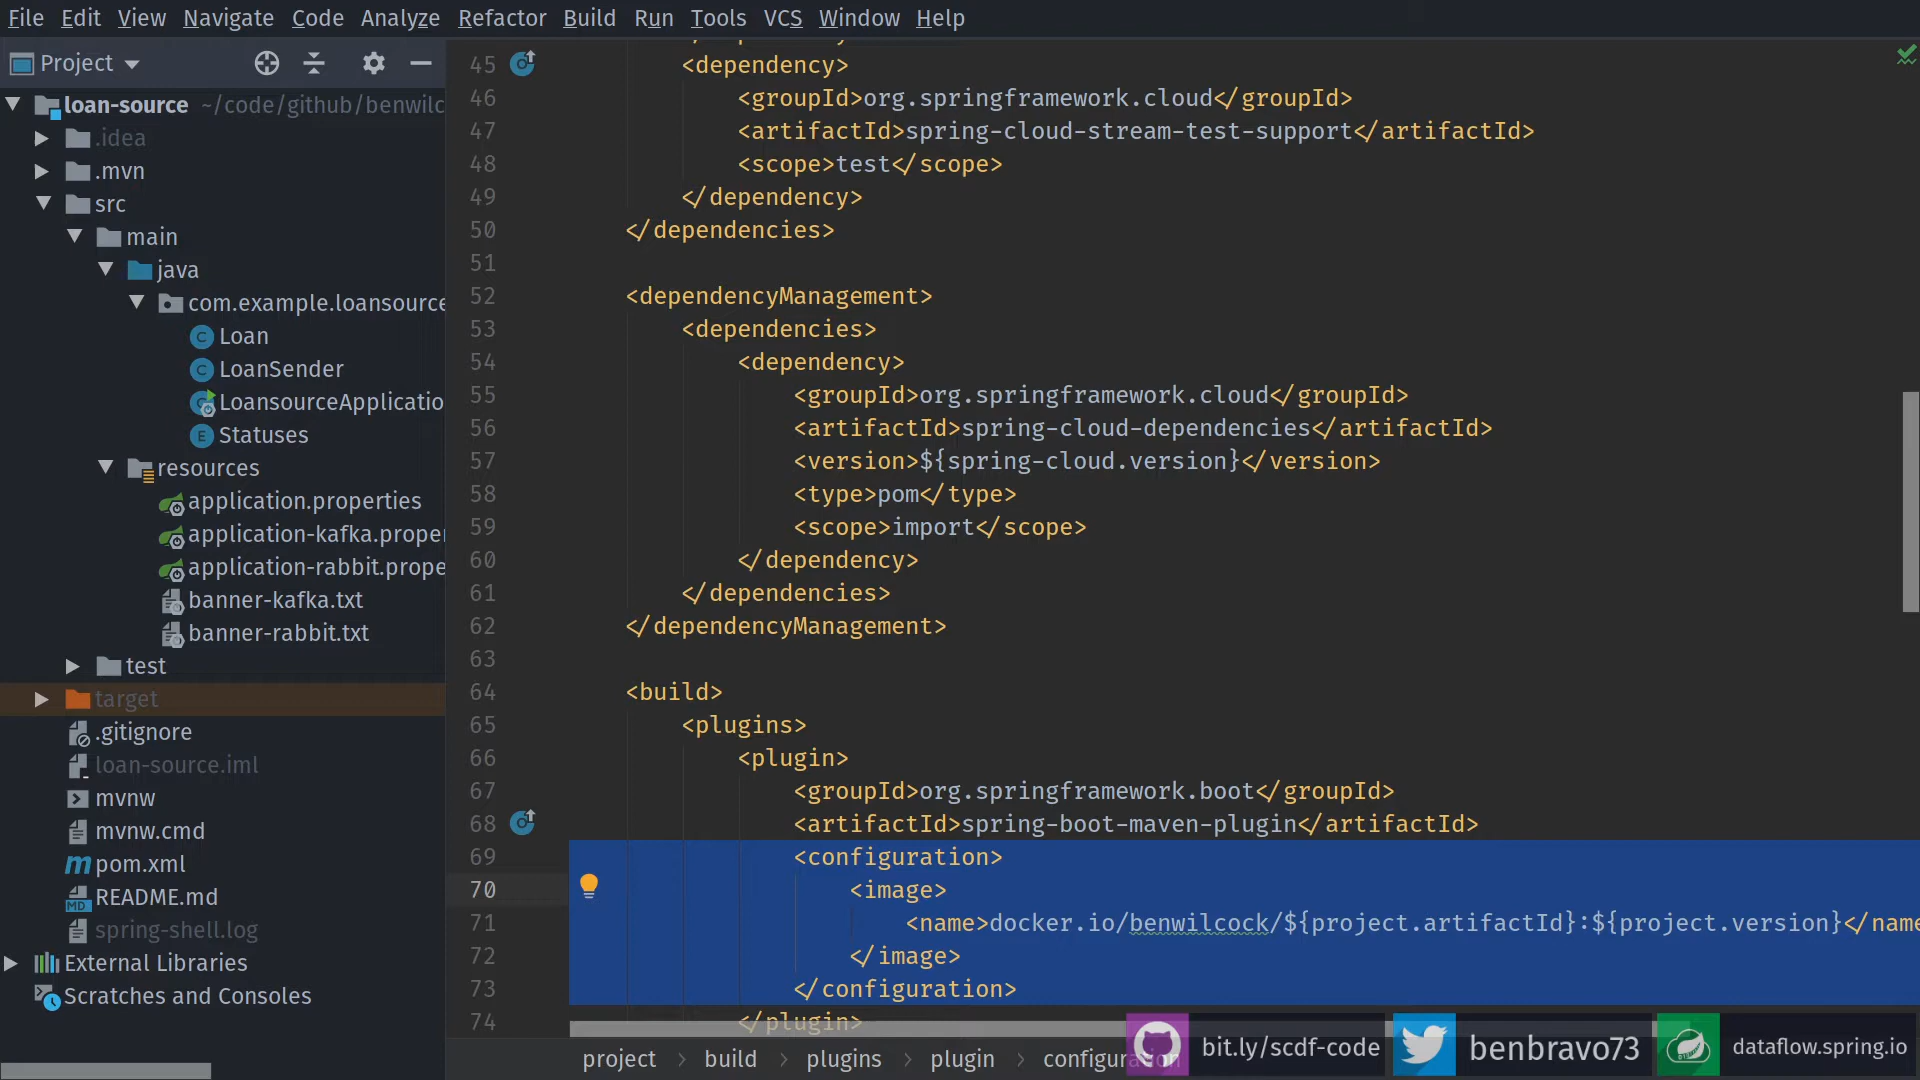 File Edit View Navigate Code Analyze Refactor Build Run Tools VCS Window Help
Project
loan-source ~/code/github/benwilc
.idea
.mvn
src
main
java
com.example.loansource
Loan
LoanSender
LoansourceApplicatio
Statuses
resources
application.properties
application-kafka.proper
application-rabbit.prope
banner-kafka.txt
banner-rabbit.txt
test
target
.gitignore
loan-source.iml
mvnw
mvnw.cmd
pom.xml
README.md
spring-shell.log
External Libraries
Scratches and Consoles
45 <dependency>
46 <groupId>org.springframework.cloud</groupId>
47 <artifactId>spring-cloud-stream-test-support</artifactId>
48 <scope>test</scope>
49 </dependency>
50 </dependencies>
51
52 <dependencyManagement>
53 <dependencies>
54 <dependency>
55 <groupId>org.springframework.cloud</groupId>
56 <artifactId>spring-cloud-dependencies</artifactId>
57 <version>${spring-cloud.version}</version>
58 <type>pom</type>
59 <scope>import</scope>
60 </dependency>
61 </dependencies>
62 </dependencyManagement>
63
64 <build>
65 <plugins>
66 <plugin>
67 <groupId>org.springframework.boot</groupId>
68 <artifactId>spring-boot-maven-plugin</artifactId>
69 <configuration>
70 <image>
71 <name>docker.io/benwilcock/${project.artifactId}:${project.version}</name
72 </image>
73 </configuration>
74 </plugin>
project > build > plugins > plugin > configuration
bit.ly/scdf-code benbravo73 dataflow.spring.io